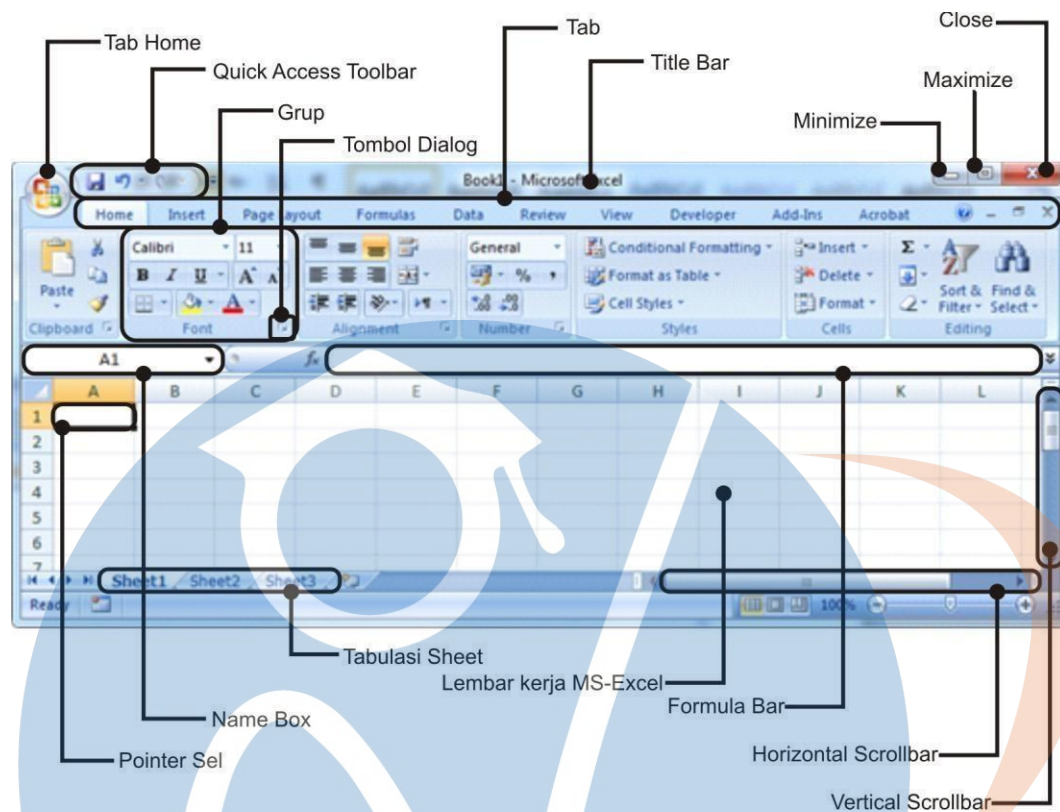 Close
Tab Home
Tab
Quick Access Toolbar
Title Bar
Maximize
Grup
Minimize
Tombol Dialog
Book1 - Microsoft Excel
Home Insert Page Layout Formulas Data Review View Developer Add-Ins Acrobat
Calibri 11 General Conditional Formatting Insert Σ
Paste B I U A A % , Format as Table Delete Sort & Find &
A Cell Styles Format Filter Select
Clipboard Font Alignment Number Styles Cells Editing
A1 fx
A B C D E F G H I J K L
1
2
3
4
5
6
7
Sheet1 Sheet2 Sheet3
Ready 100%
Tabulasi Sheet
Lembar kerja MS-Excel
Formula Bar
Name Box
Horizontal Scrollbar
Pointer Sel
Vertical Scrollbar